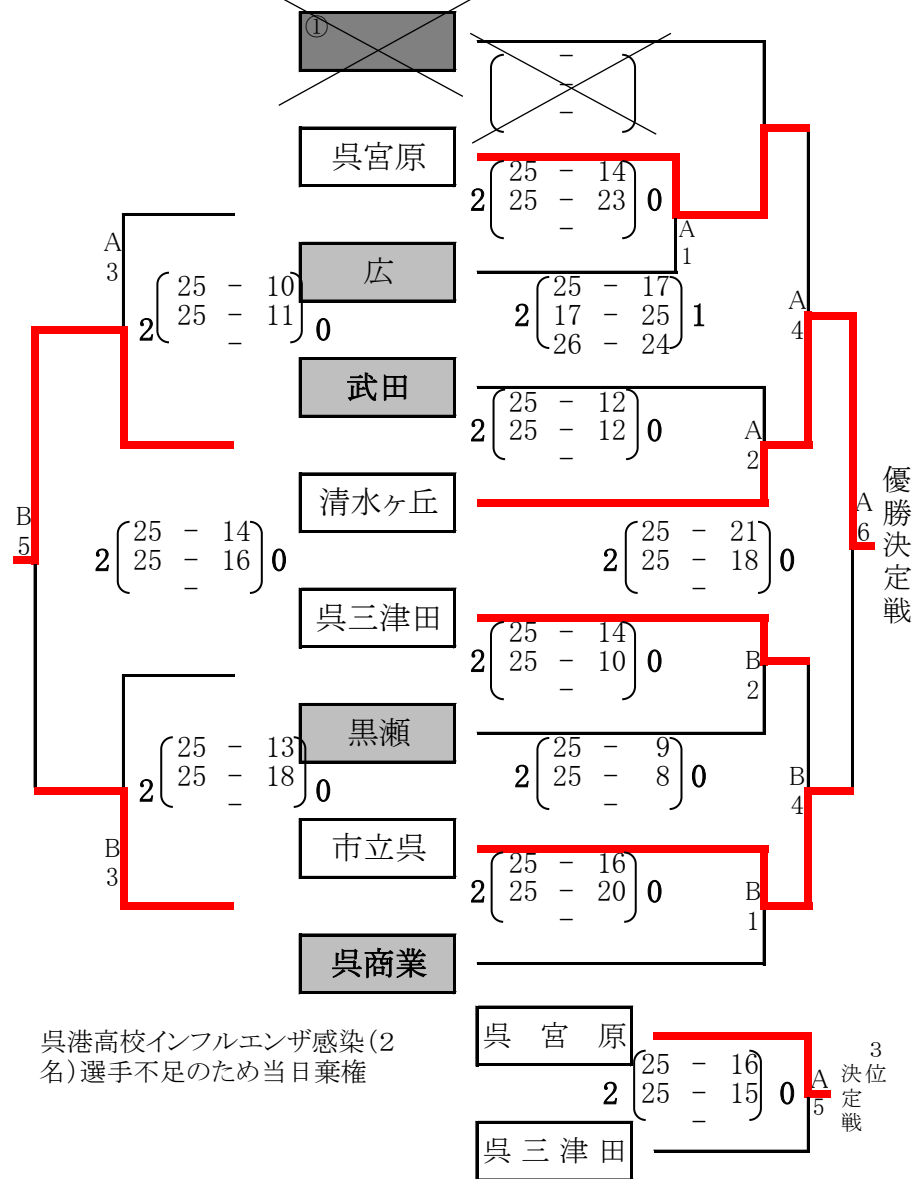 ①
－
－
－
呉宮原
2 25 － 14 0
25 － 23
－
A
1
広
A
3
2 25 － 10 0
25 － 11
－
2 25 － 17 1
17 － 25
26 － 24
A
4
武田
2 25 － 12 0
25 － 12
－
A
2
清水ヶ丘
B
5
2 25 － 14 0
25 － 16
－
2 25 － 21 0
25 － 18
－
A
6
優勝決定戦
呉三津田
2 25 － 14 0
25 － 10
－
B
2
黒瀬
2 25 － 13 0
25 － 18
－
2 25 － 9 0
25 － 8
－
B
4
市立呉
B
3
2 25 － 16 0
25 － 20
－
B
1
呉商業
呉港高校インフルエンザ感染（2
名）選手不足のため当日棄権
呉 宮 原
2 25 － 16 0
25 － 15
－
A
5
3位
決定戦
呉 三 津 田